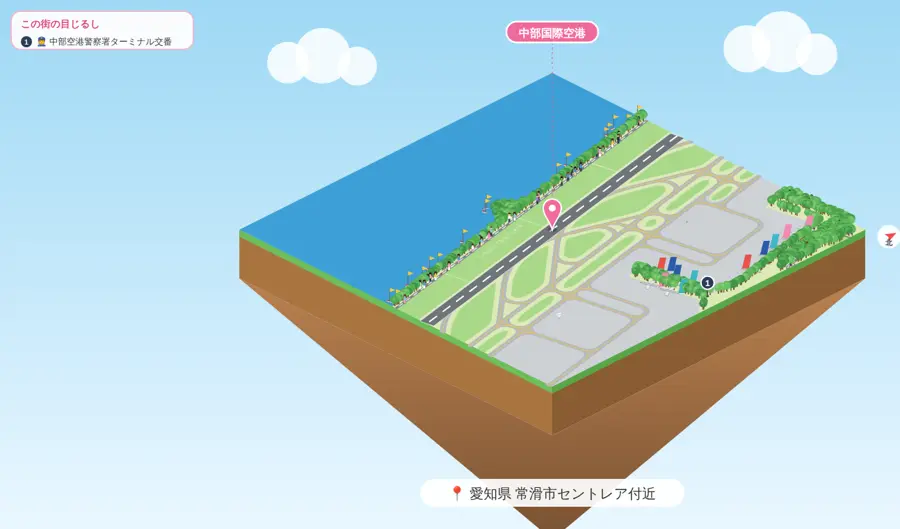 この街の目じるし
1 👮 中部空港警察署ターミナル交番
中部国際空港
北
1
📍 愛知県 常滑市セントレア付近